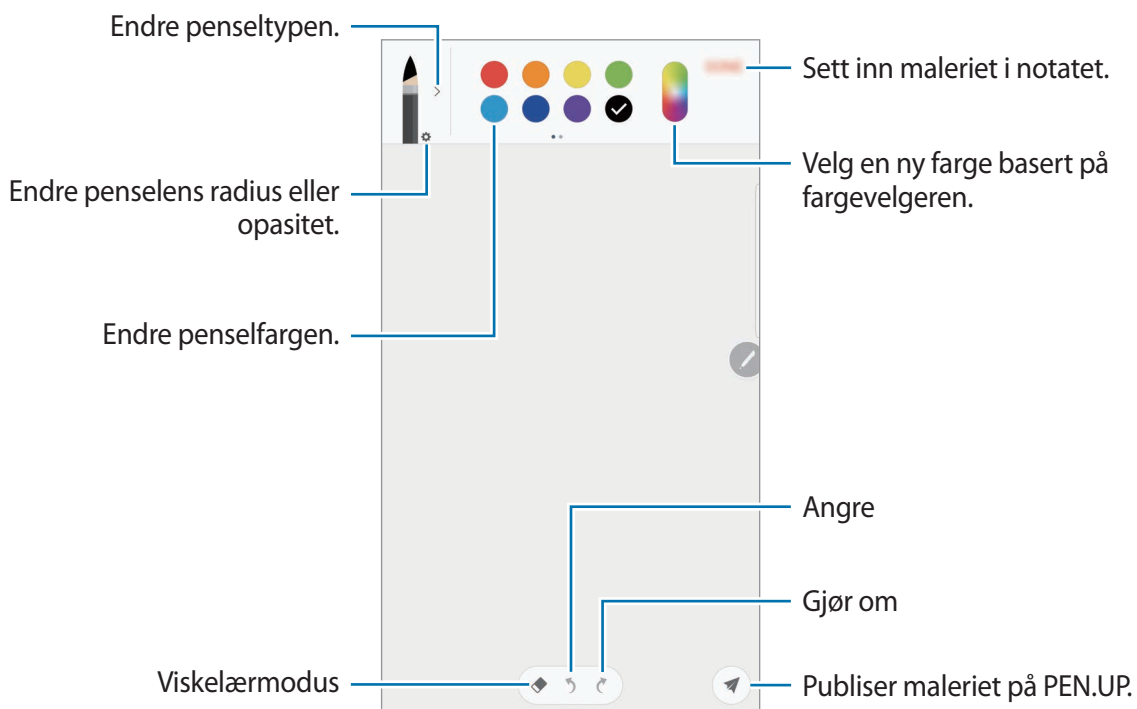 Endre penseltypen.
Sett inn maleriet i notatet.
Velg en ny farge basert på
fargevelgeren.
Endre penselens radius eller
opasitet.
Endre penselfargen.
Angre
Gjør om
Viskelærmodus
Publiser maleriet på PEN.UP.